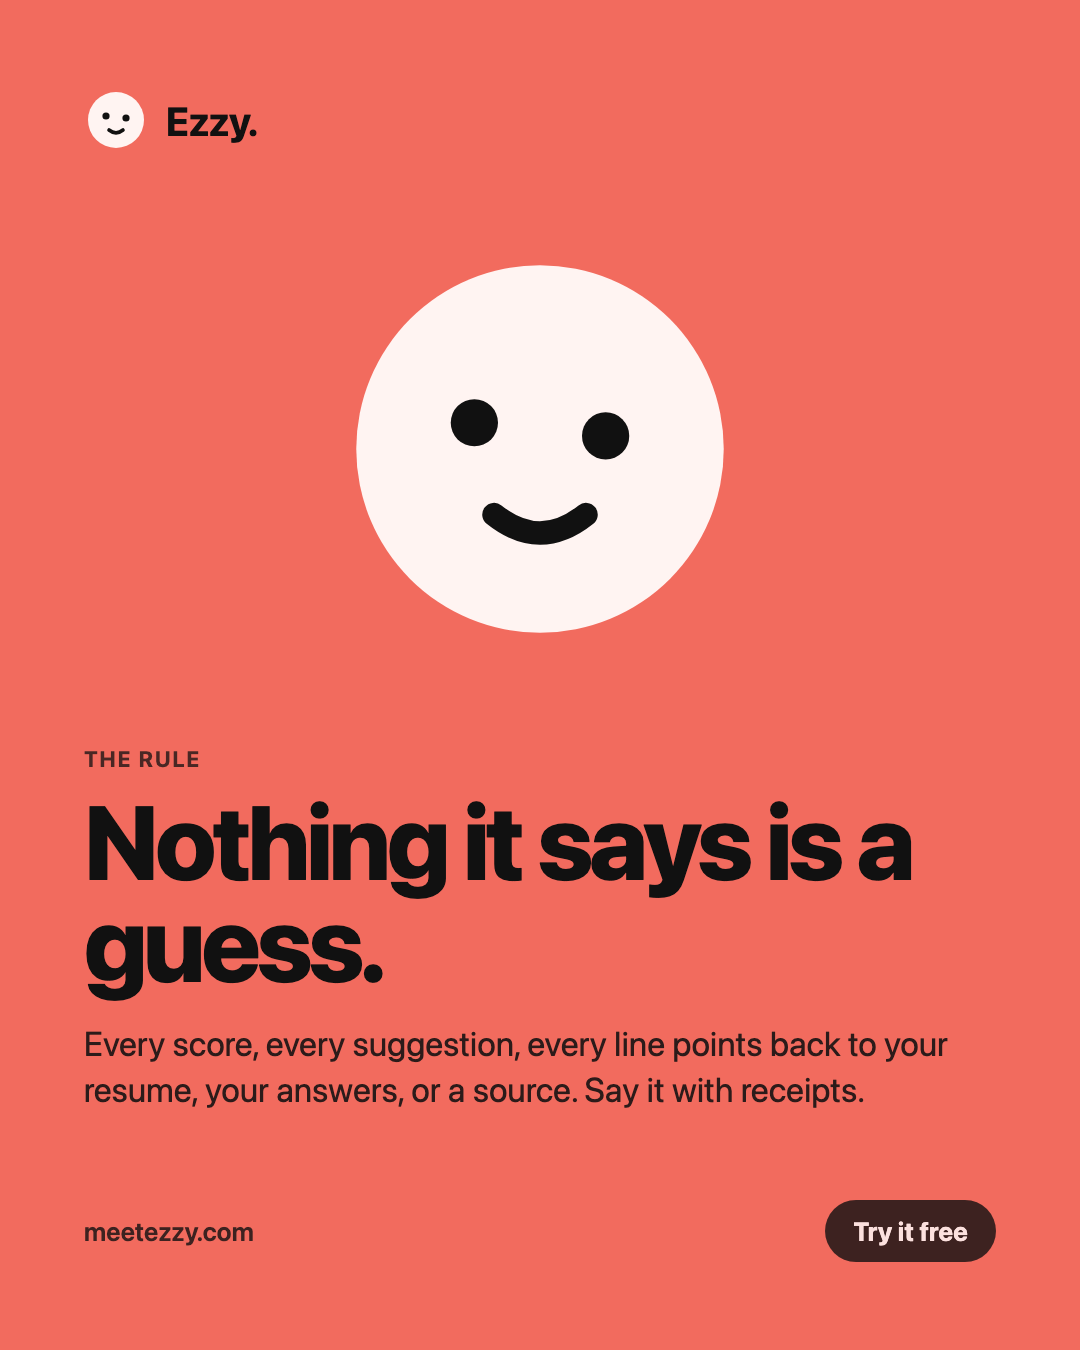 Ezzy.
THE RULE
Nothing it says is a
guess.
Every score, every suggestion, every line points back to your
resume, your answers, or a source. Say it with receipts.
meetezzy.com
Try it free